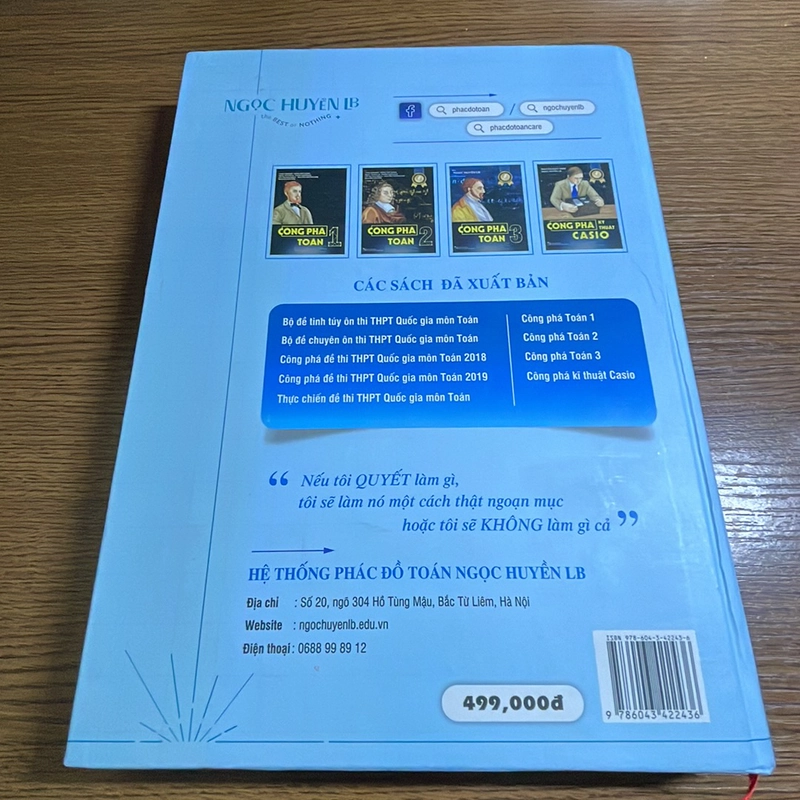 NGỌC HUYỀN LB
the BEST or NOTHING
phacdotoan / ngochuyenlb
phacdotoancare
CÔNG PHÁ TOÁN 1
CÔNG PHÁ TOÁN 2
CÔNG PHÁ TOÁN 3
CÔNG PHÁ KỸ THUẬT CASIO
CÁC SÁCH ĐÃ XUẤT BẢN
Bộ đề tinh túy ôn thi THPT Quốc gia môn Toán
Bộ đề chuyên ôn thi THPT Quốc gia môn Toán
Công phá đề thi THPT Quốc gia môn Toán 2018
Công phá đề thi THPT Quốc gia môn Toán 2019
Thực chiến đề thi THPT Quốc gia môn Toán
Công phá Toán 1
Công phá Toán 2
Công phá Toán 3
Công phá kĩ thuật Casio
“ Nếu tôi QUYẾT làm gì,
tôi sẽ làm nó một cách thật ngoạn mục
hoặc tôi sẽ KHÔNG làm gì cả ”
HỆ THỐNG PHÁC ĐỒ TOÁN NGỌC HUYỀN LB
Địa chỉ : Số 20, ngõ 304 Hồ Tùng Mậu, Bắc Từ Liêm, Hà Nội
Website : ngochuyenlb.edu.vn
Điện thoại : 0688 99 89 12
499,000đ
ISBN 978-604-3-42243-6
9 786043 422436